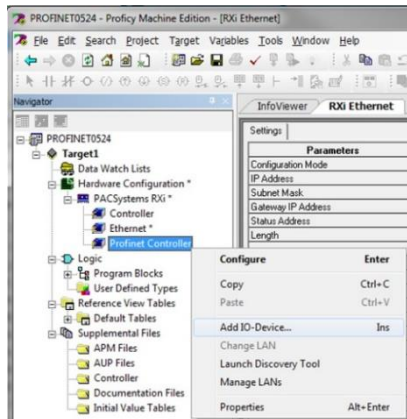 PROFINET0524 - Proficy Machine Edition - [RXi Ethernet]
File Edit Search Project Target Variables Tools Window Help
Navigator
PROFINET0524
Target1
Data Watch Lists
Hardware Configuration *
PACSystems RXi *
Controller
Ethernet *
Profinet Controller
Logic
Program Blocks
User Defined Types
Reference View Tables
Default Tables
Supplemental Files
APM Files
AUP Files
Controller
Documentation Files
Initial Value Tables
InfoViewer RXi Ethernet
Settings
Parameters
Configuration Mode
IP Address
Subnet Mask
Gateway IP Address
Status Address
Length
Configure Enter
Copy Ctrl+C
Paste Ctrl+V
Add IO-Device... Ins
Change LAN
Launch Discovery Tool
Manage LANs
Properties Alt+Enter